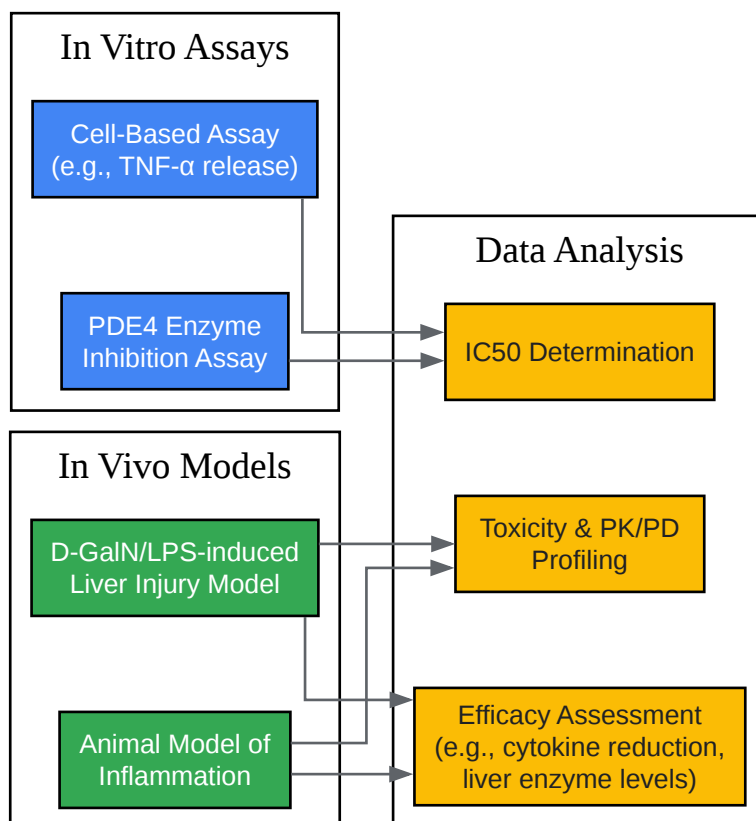 In Vitro Assays
Cell-Based Assay
(e.g., TNF-α release)
PDE4 Enzyme
Inhibition Assay
In Vivo Models
D-GalN/LPS-induced
Liver Injury Model
Animal Model of
Inflammation
Data Analysis
IC50 Determination
Toxicity & PK/PD
Profiling
Efficacy Assessment
(e.g., cytokine reduction,
liver enzyme levels)